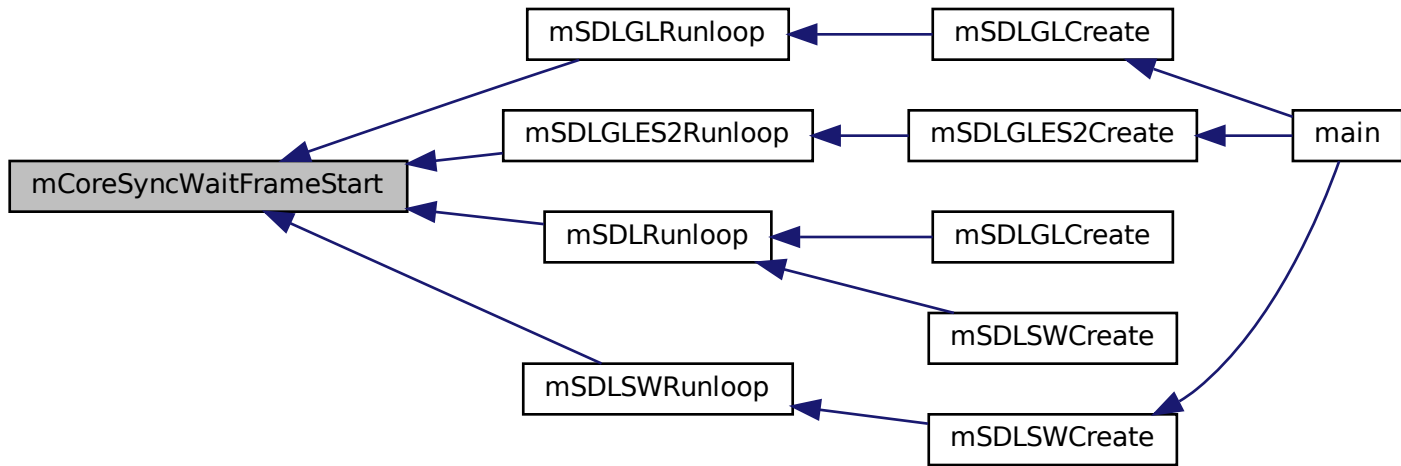 mCoreSyncWaitFrameStart
mSDLGLRunloop
mSDLGLCreate
mSDLGLES2Runloop
mSDLGLES2Create
main
mSDLRunloop
mSDLGLCreate
mSDLSWCreate
mSDLSWRunloop
mSDLSWCreate